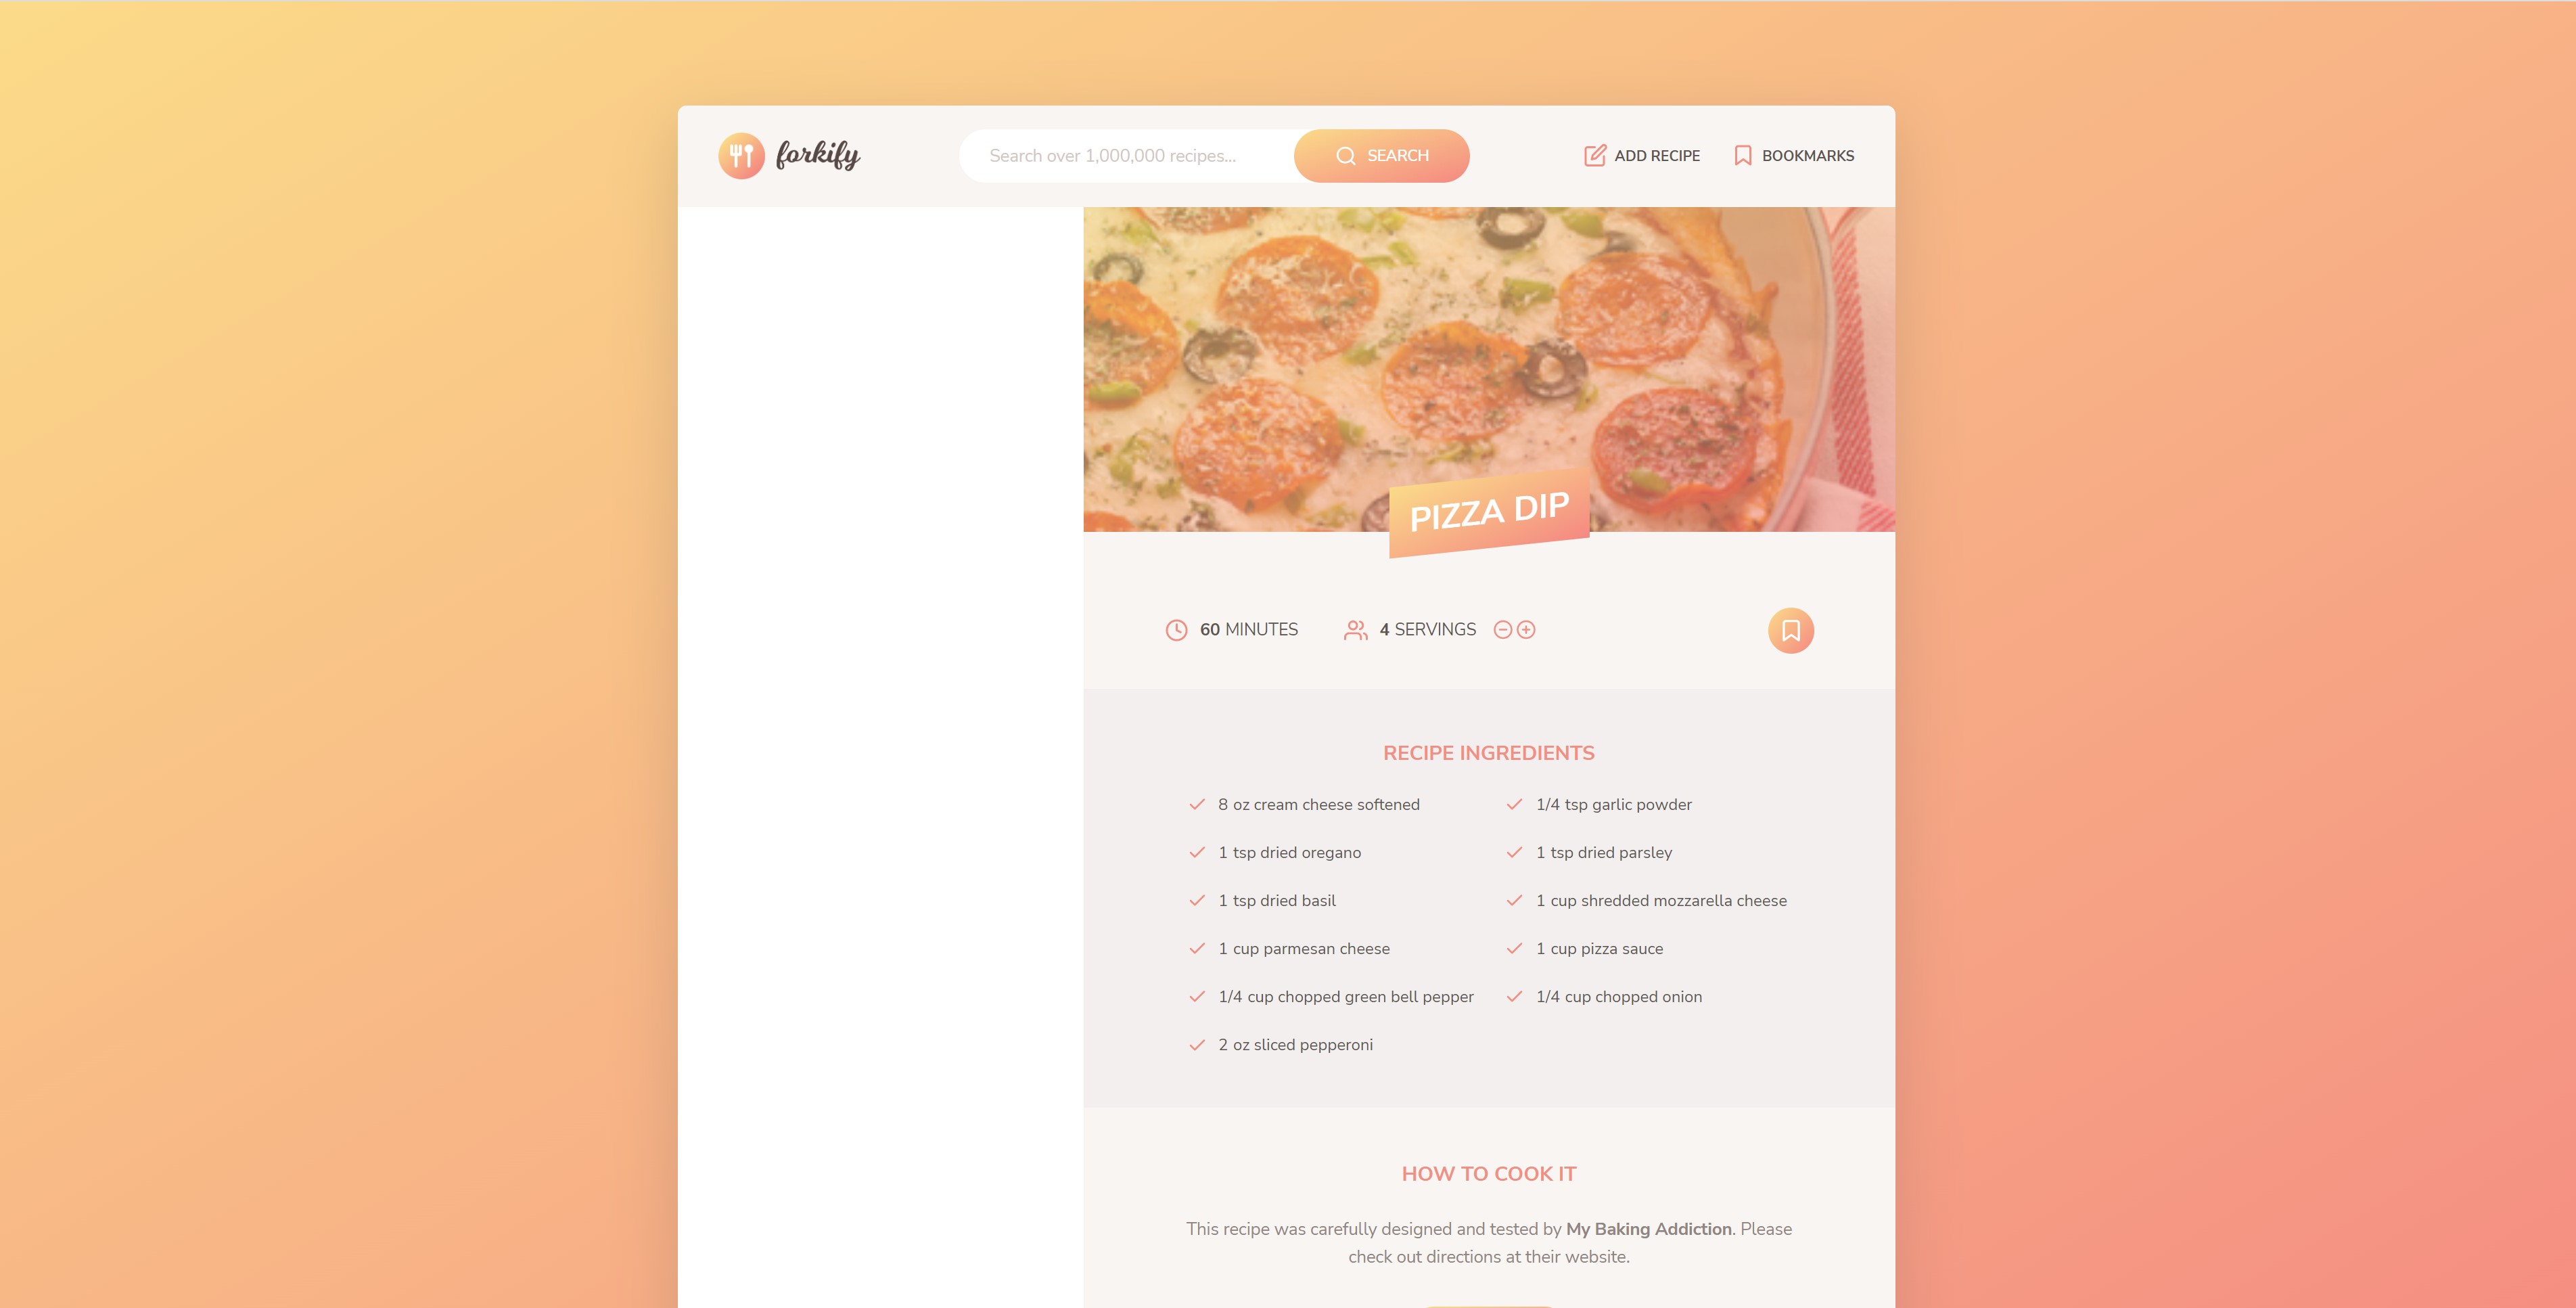 forkify
Search over 1,000,000 recipes...
SEARCH
ADD RECIPE
BOOKMARKS
PIZZA DIP
60 MINUTES
4 SERVINGS
RECIPE INGREDIENTS
8 oz cream cheese softened
1/4 tsp garlic powder
1 tsp dried oregano
1 tsp dried parsley
1 tsp dried basil
1 cup shredded mozzarella cheese
1 cup parmesan cheese
1 cup pizza sauce
1/4 cup chopped green bell pepper
1/4 cup chopped onion
2 oz sliced pepperoni
HOW TO COOK IT
This recipe was carefully designed and tested by My Baking Addiction. Please
check out directions at their website.